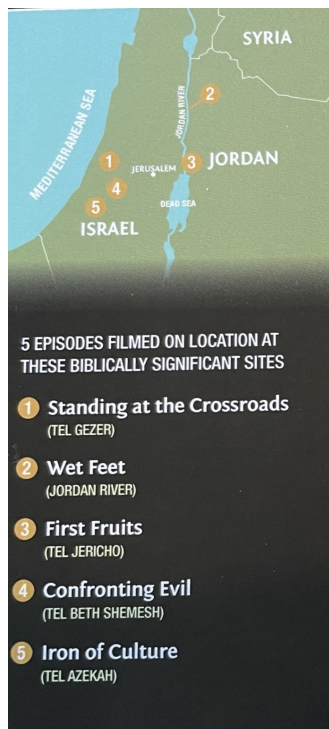 SYRIA
MEDITERRANEAN SEA
JORDAN RIVER
2
1
JERUSALEM
3
JORDAN
4
5
DEAD SEA
ISRAEL
5 EPISODES FILMED ON LOCATION AT
THESE BIBLICALLY SIGNIFICANT SITES
1 Standing at the Crossroads
(TEL GEZER)
2 Wet Feet
(JORDAN RIVER)
3 First Fruits
(TEL JERICHO)
4 Confronting Evil
(TEL BETH SHEMESH)
5 Iron of Culture
(TEL AZEKAH)